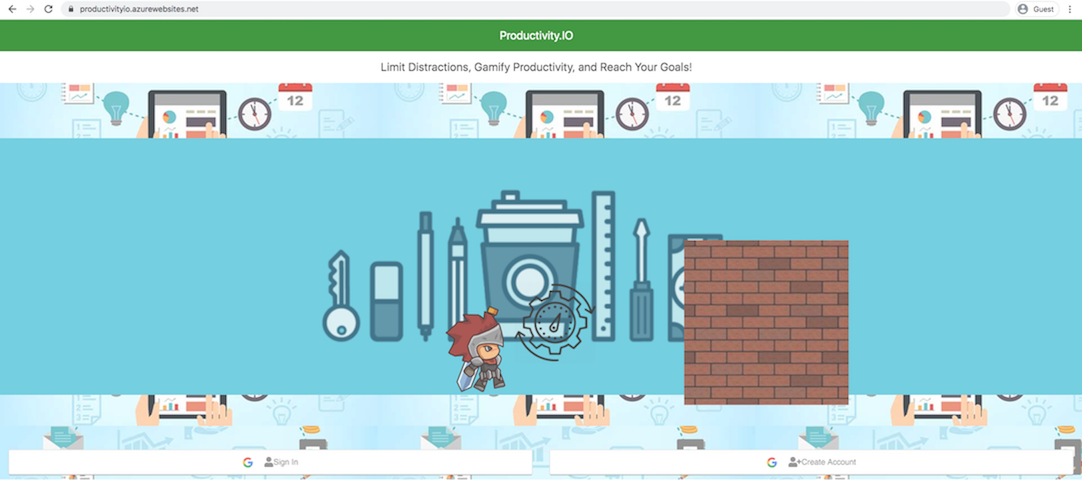 productivityio.azurewebsites.net
Guest
Productivity.IO
Limit Distractions, Gamify Productivity, and Reach Your Goals!
12
12
12
Sign In
Create Account